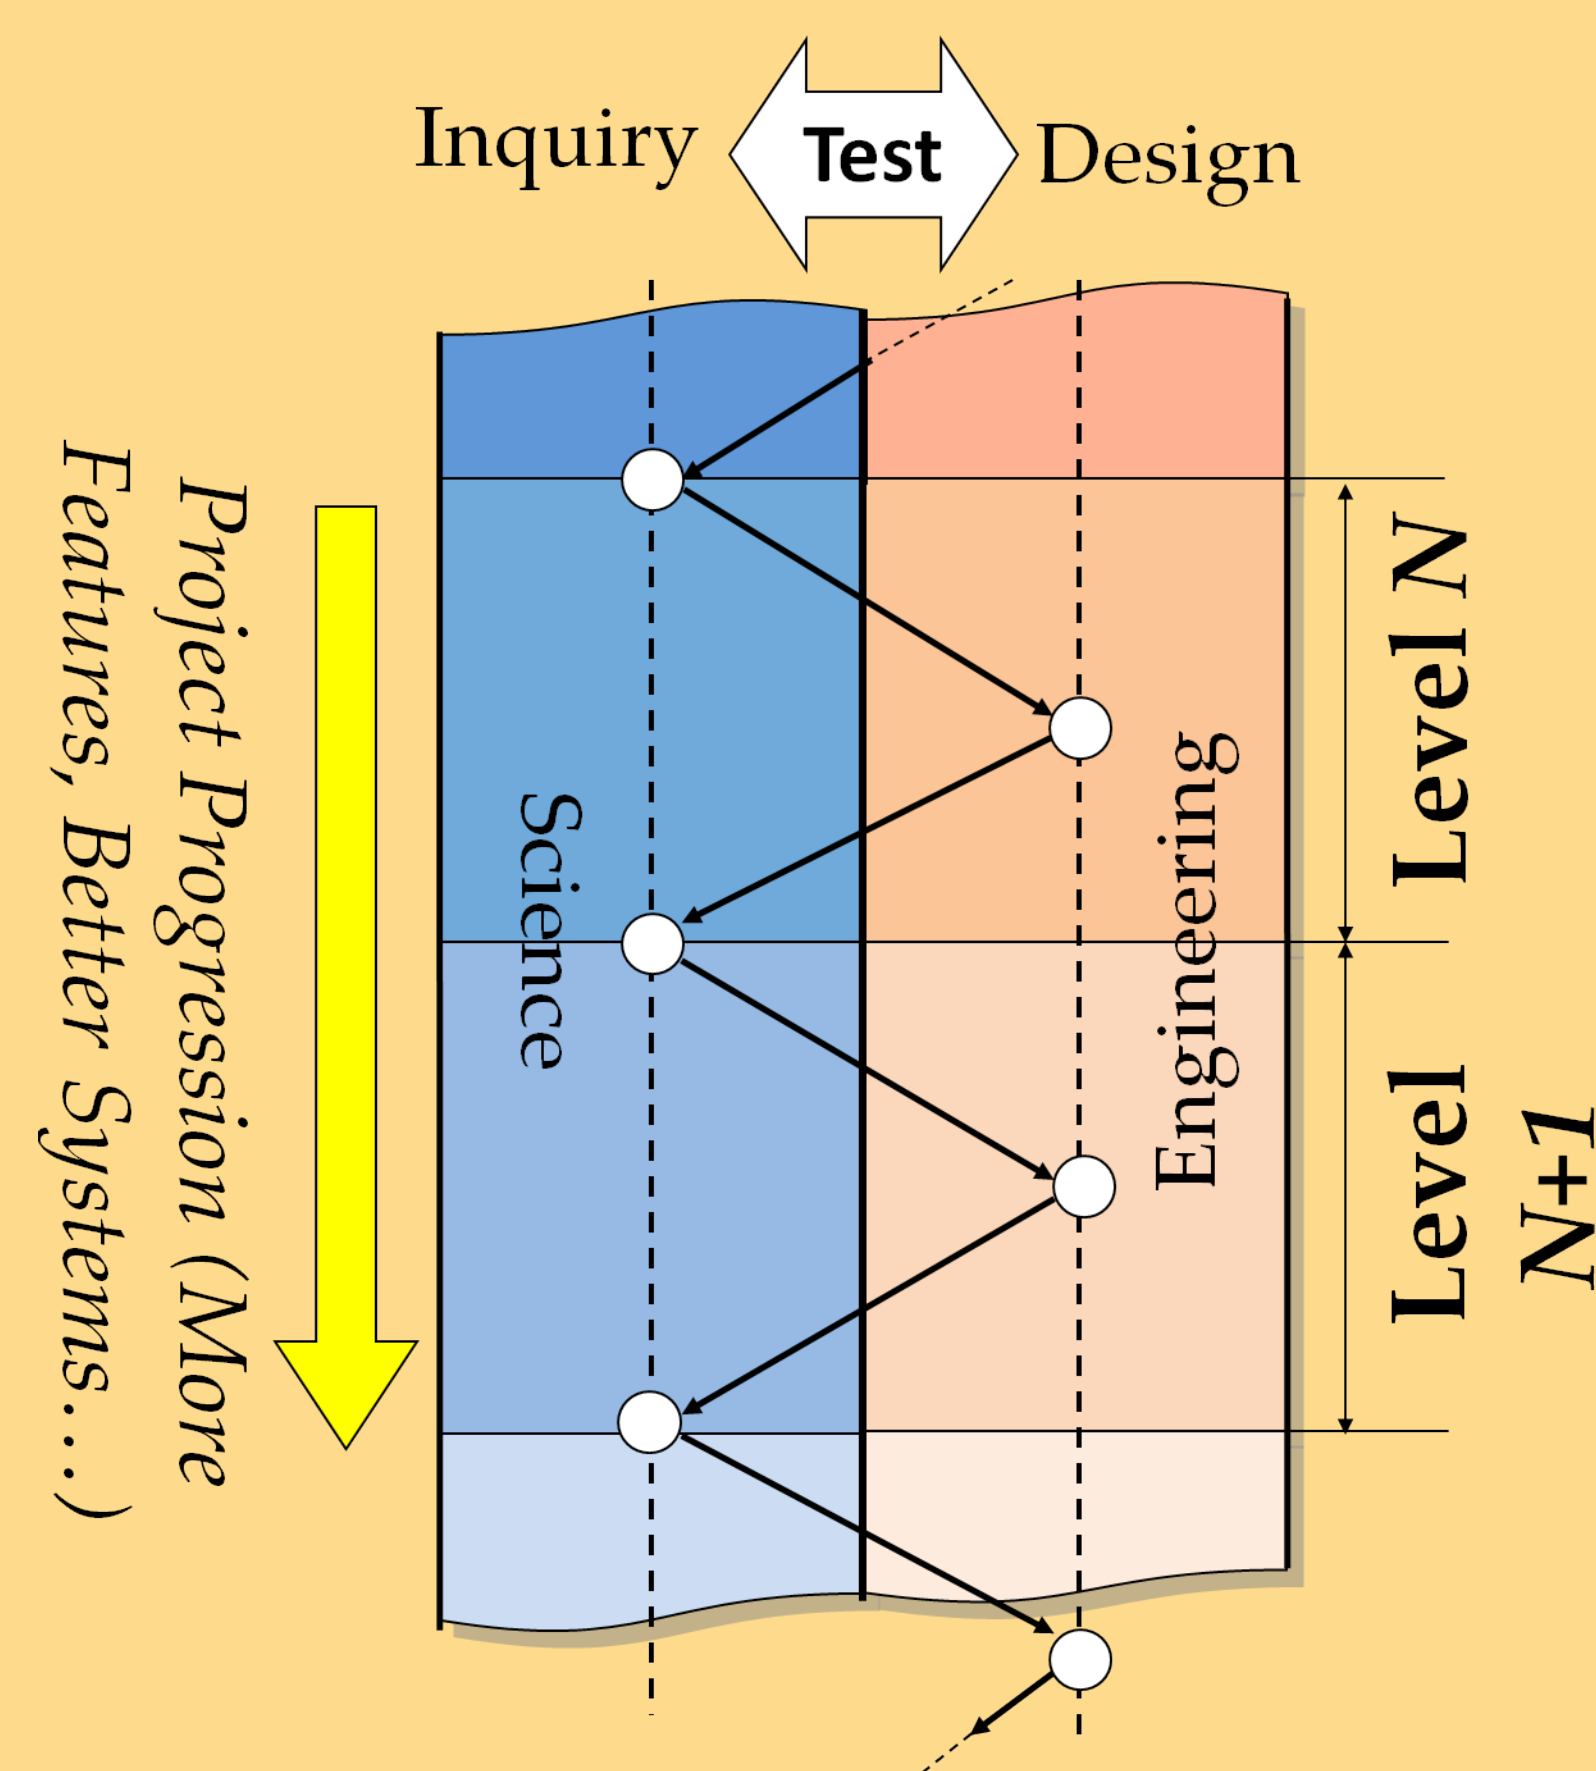 Inquiry
Test
Design
Project Progression (More
Features, Better Systems....)
Science
Engineering
Level N
Level
N+1